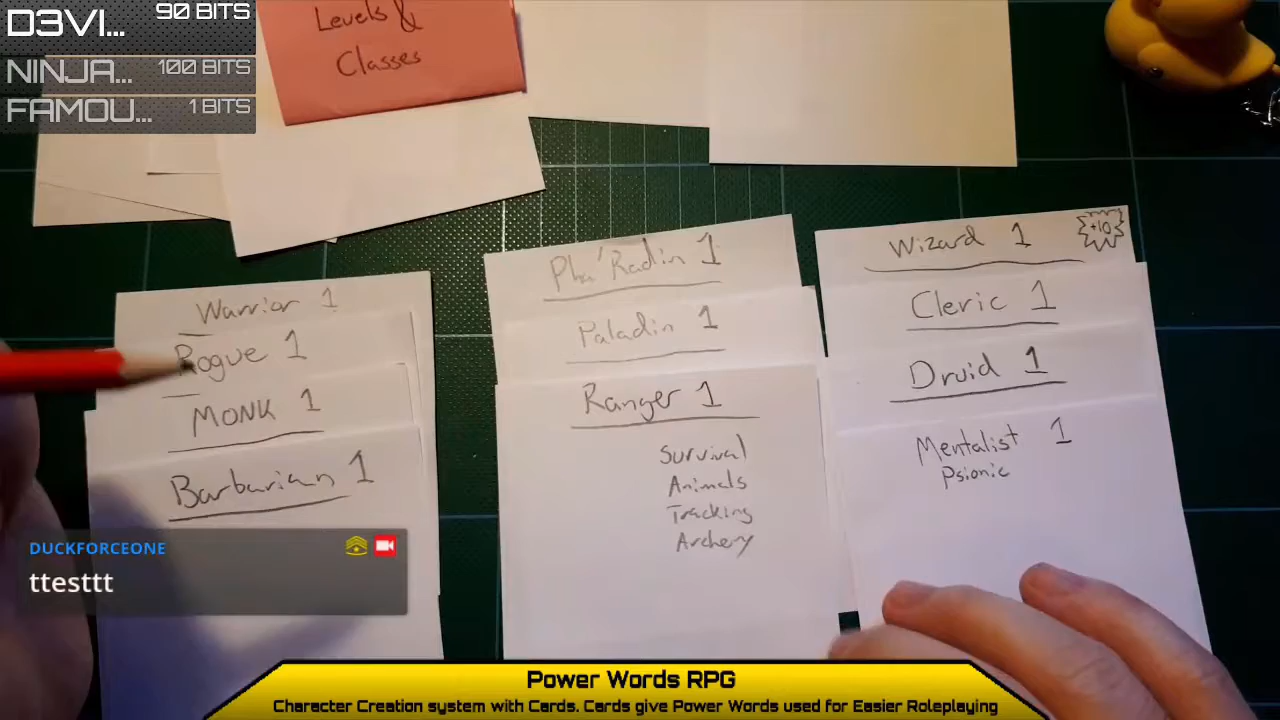 D3VI... 90 BITS
NINJA... 100 BITS
FAMOU... 1 BITS
Levels &
Classes
Warrior 1
Rogue 1
MONK 1
Barbarian 1
Pha'Radin 1
Paladin 1
Ranger 1
Survival
Animals
Tracking
Archery
Wizard 1
+10
Cleric 1
Druid 1
Mentalist 1
Psionic
DUCKFORCEONE
ttesttt
Power Words RPG
Character Creation system with Cards. Cards give Power Words used for Easier Roleplaying